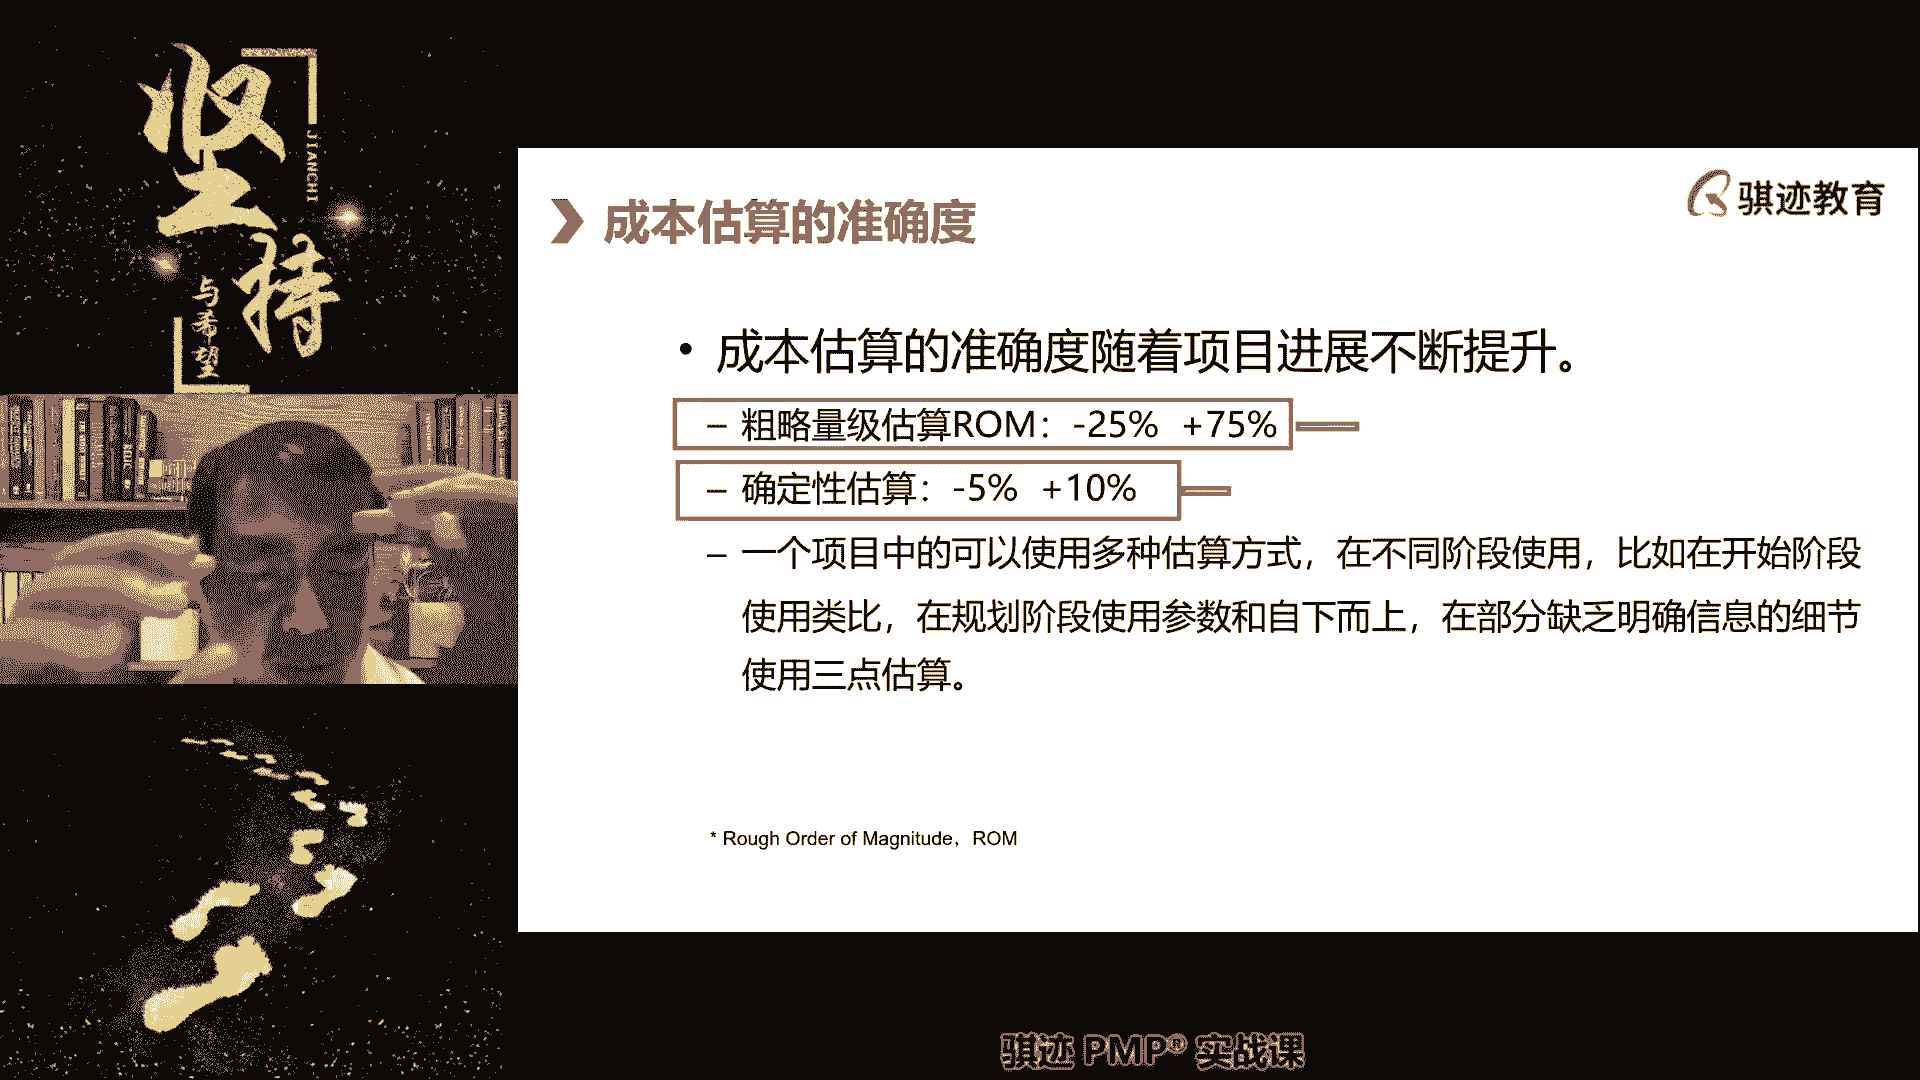 坚持
JIANCHI
与希望
骐迹教育
成本估算的准确度
• 成本估算的准确度随着项目进展不断提升。
– 粗略量级估算ROM：-25% +75%
– 确定性估算：-5% +10%
– 一个项目中的可以使用多种估算方式，在不同阶段使用，比如在开始阶段
使用类比，在规划阶段使用参数和自下而上，在部分缺乏明确信息的细节
使用三点估算。
* Rough Order of Magnitude，ROM
骐迹 PMP® 实战课